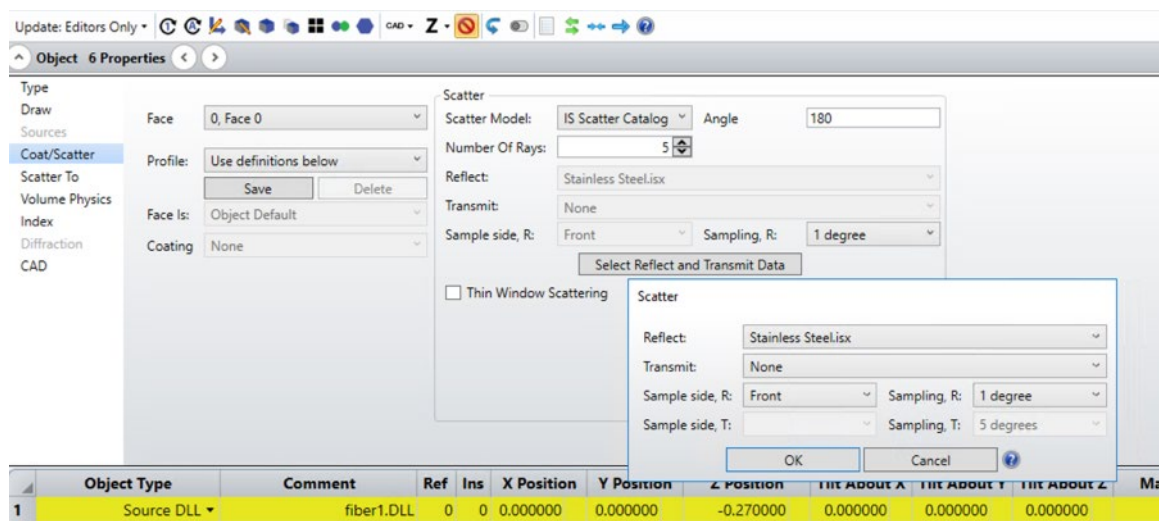 Update: Editors Only
CAD
Z
Object 6 Properties
Type
Draw
Sources
Coat/Scatter
Scatter To
Volume Physics
Index
Diffraction
CAD
Face 0, Face 0
Profile: Use definitions below
Save Delete
Face Is: Object Default
Coating None
Scatter
Scatter Model: IS Scatter Catalog Angle 180
Number Of Rays: 5
Reflect: Stainless Steel.isx
Transmit: None
Sample side, R: Front Sampling, R: 1 degree
Select Reflect and Transmit Data
Thin Window Scattering
Scatter
Reflect: Stainless Steel.isx
Transmit: None
Sample side, R: Front Sampling, R: 1 degree
Sample side, T: Sampling, T: 5 degrees
OK Cancel
Object Type Comment Ref Ins X Position Y Position Z Position Tilt About X Tilt About Y Tilt About Z Ma
1 Source DLL fiber1.DLL 0 0 0.000000 0.000000 -0.270000 0.000000 0.000000 0.000000